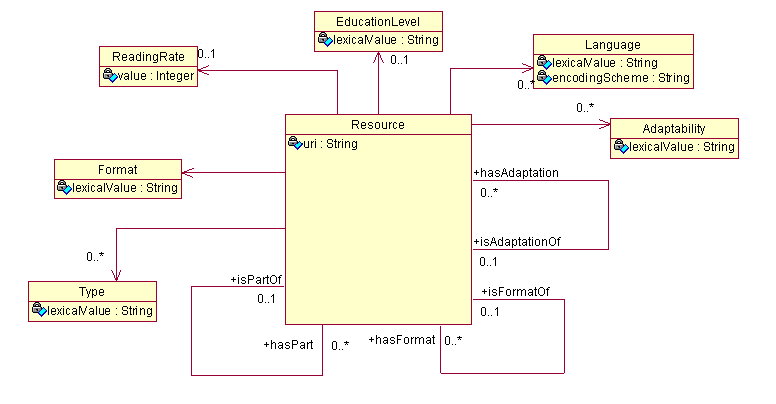 EducationLevel
lexicalValue : String
0..1
ReadingRate
value : Integer
0..1
Language
lexicalValue : String
encodingScheme : String
0..*
Resource
uri : String
0..*
Adaptability
lexicalValue : String
Format
lexicalValue : String
+hasAdaptation
0..*
+isAdaptationOf
0..1
0..*
Type
lexicalValue : String
+isPartOf
0..1
+isFormatOf
0..1
+hasPart
0..*
+hasFormat
0..*